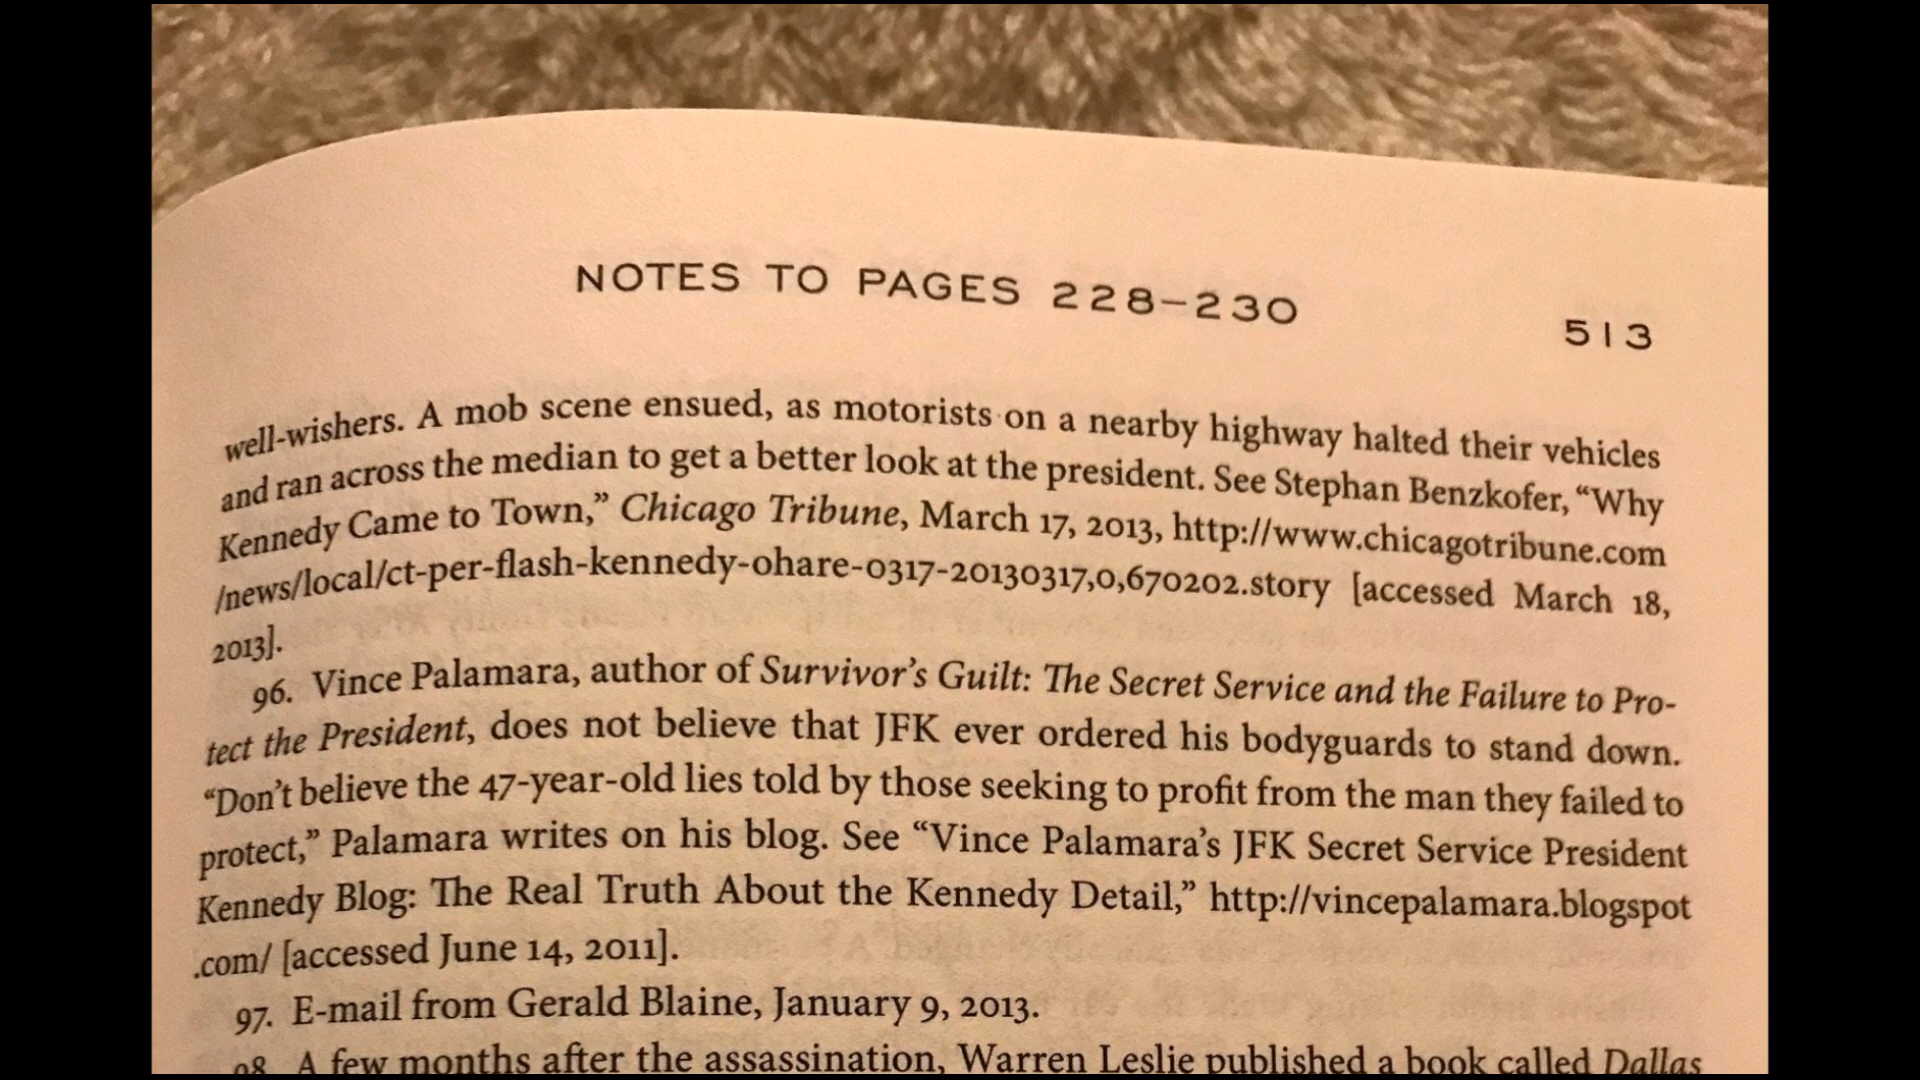 NOTES TO PAGES 228–230
513
well-wishers. A mob scene ensued, as motorists on a nearby highway halted their vehicles
and ran across the median to get a better look at the president. See Stephan Benzkofer, “Why
Kennedy Came to Town,” Chicago Tribune, March 17, 2013, http://www.chicagotribune.com
/news/local/ct-per-flash-kennedy-ohare-0317-20130317,0,670202.story [accessed March 18,
2013].
96. Vince Palamara, author of Survivor’s Guilt: The Secret Service and the Failure to Pro-
tect the President, does not believe that JFK ever ordered his bodyguards to stand down.
“Don’t believe the 47-year-old lies told by those seeking to profit from the man they failed to
protect,” Palamara writes on his blog. See “Vince Palamara’s JFK Secret Service President
Kennedy Blog: The Real Truth About the Kennedy Detail,” http://vincepalamara.blogspot
.com/ [accessed June 14, 2011].
97. E-mail from Gerald Blaine, January 9, 2013.
98. A few months after the assassination, Warren Leslie published a book called Dallas